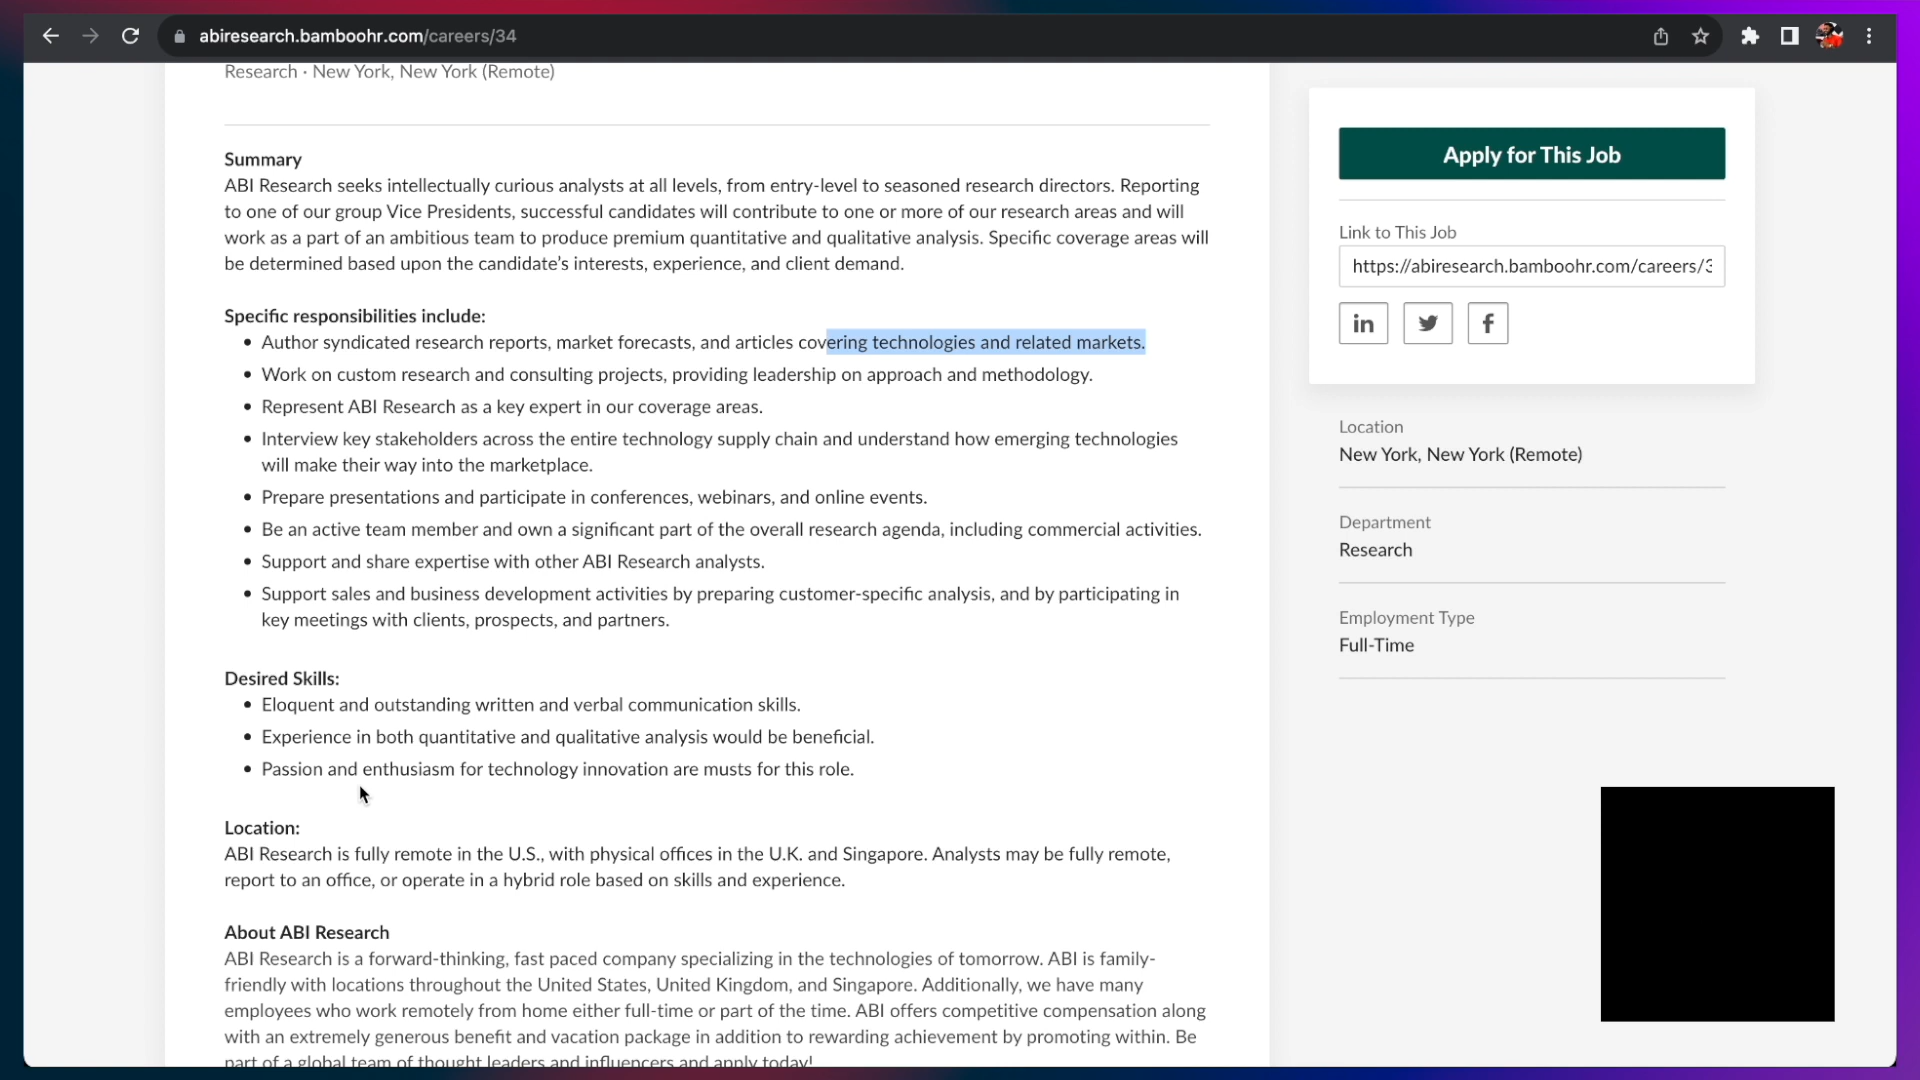 abiresearch.bamboohr.com/careers/34
Research · New York, New York (Remote)
Summary
ABI Research seeks intellectually curious analysts at all levels, from entry-level to seasoned research directors. Reporting
to one of our group Vice Presidents, successful candidates will contribute to one or more of our research areas and will
work as a part of an ambitious team to produce premium quantitative and qualitative analysis. Specific coverage areas will
be determined based upon the candidate's interests, experience, and client demand.
Specific responsibilities include:
• Author syndicated research reports, market forecasts, and articles covering technologies and related markets.
• Work on custom research and consulting projects, providing leadership on approach and methodology.
• Represent ABI Research as a key expert in our coverage areas.
• Interview key stakeholders across the entire technology supply chain and understand how emerging technologies
will make their way into the marketplace.
• Prepare presentations and participate in conferences, webinars, and online events.
• Be an active team member and own a significant part of the overall research agenda, including commercial activities.
• Support and share expertise with other ABI Research analysts.
• Support sales and business development activities by preparing customer-specific analysis, and by participating in
key meetings with clients, prospects, and partners.
Desired Skills:
• Eloquent and outstanding written and verbal communication skills.
• Experience in both quantitative and qualitative analysis would be beneficial.
• Passion and enthusiasm for technology innovation are musts for this role.
Location:
ABI Research is fully remote in the U.S., with physical offices in the U.K. and Singapore. Analysts may be fully remote,
report to an office, or operate in a hybrid role based on skills and experience.
About ABI Research
ABI Research is a forward-thinking, fast paced company specializing in the technologies of tomorrow. ABI is family-
friendly with locations throughout the United States, United Kingdom, and Singapore. Additionally, we have many
employees who work remotely from home either full-time or part of the time. ABI offers competitive compensation along
with an extremely generous benefit and vacation package in addition to rewarding achievement by promoting within. Be
part of a global team of thought leaders and influencers and apply today!
Apply for This Job
Link to This Job
https://abiresearch.bamboohr.com/careers/3
in
f
Location
New York, New York (Remote)
Department
Research
Employment Type
Full-Time